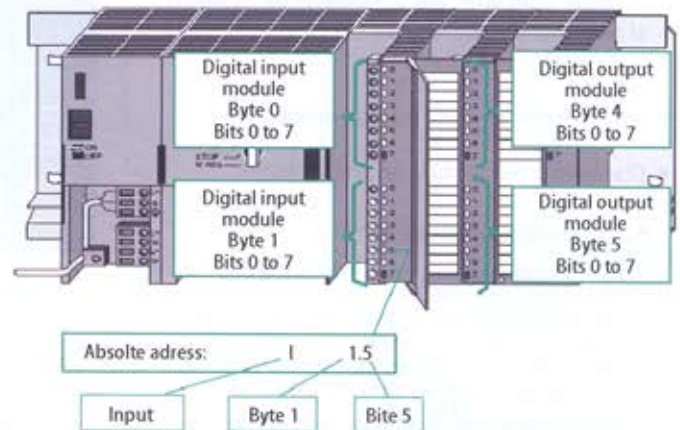 Digital input
module
Byte 0
Bits 0 to 7
Digital output
module
Byte 4
Bits 0 to 7
Digital input
module
Byte 1
Bits 0 to 7
Digital output
module
Byte 5
Bits 0 to 7
STOP
Absolte adress: I 1.5
Input
Byte 1
Bite 5